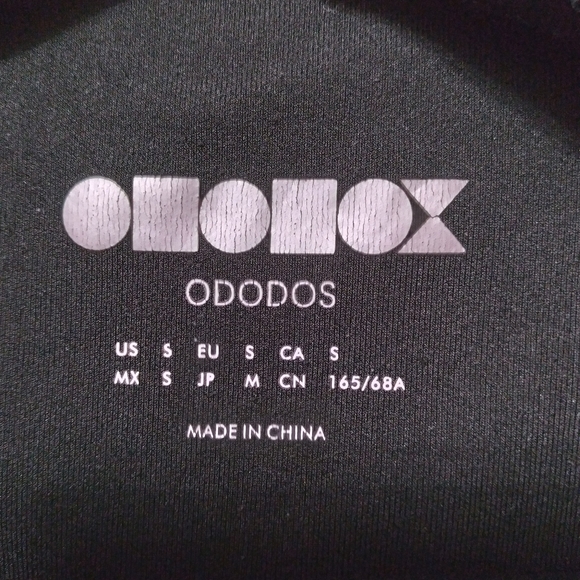 ODODOS
US S EU S CA S
MX S JP M CN 165/68A
MADE IN CHINA